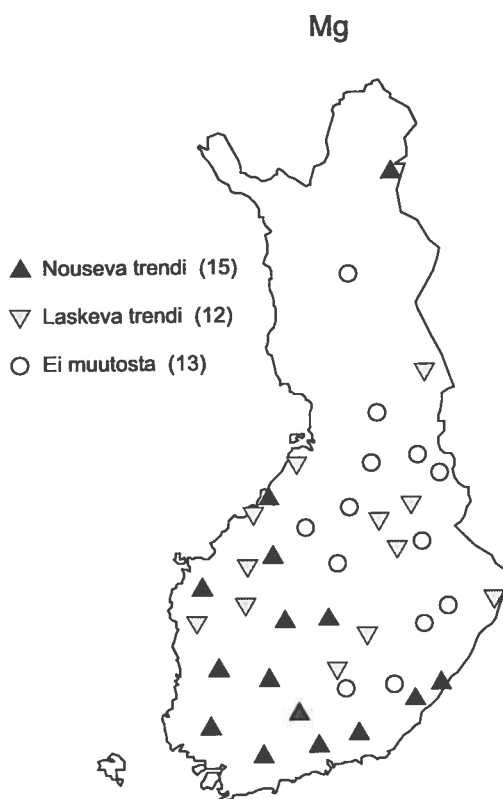 Mg
Nouseva trendi (15)
Laskeva trendi (12)
Ei muutosta (13)